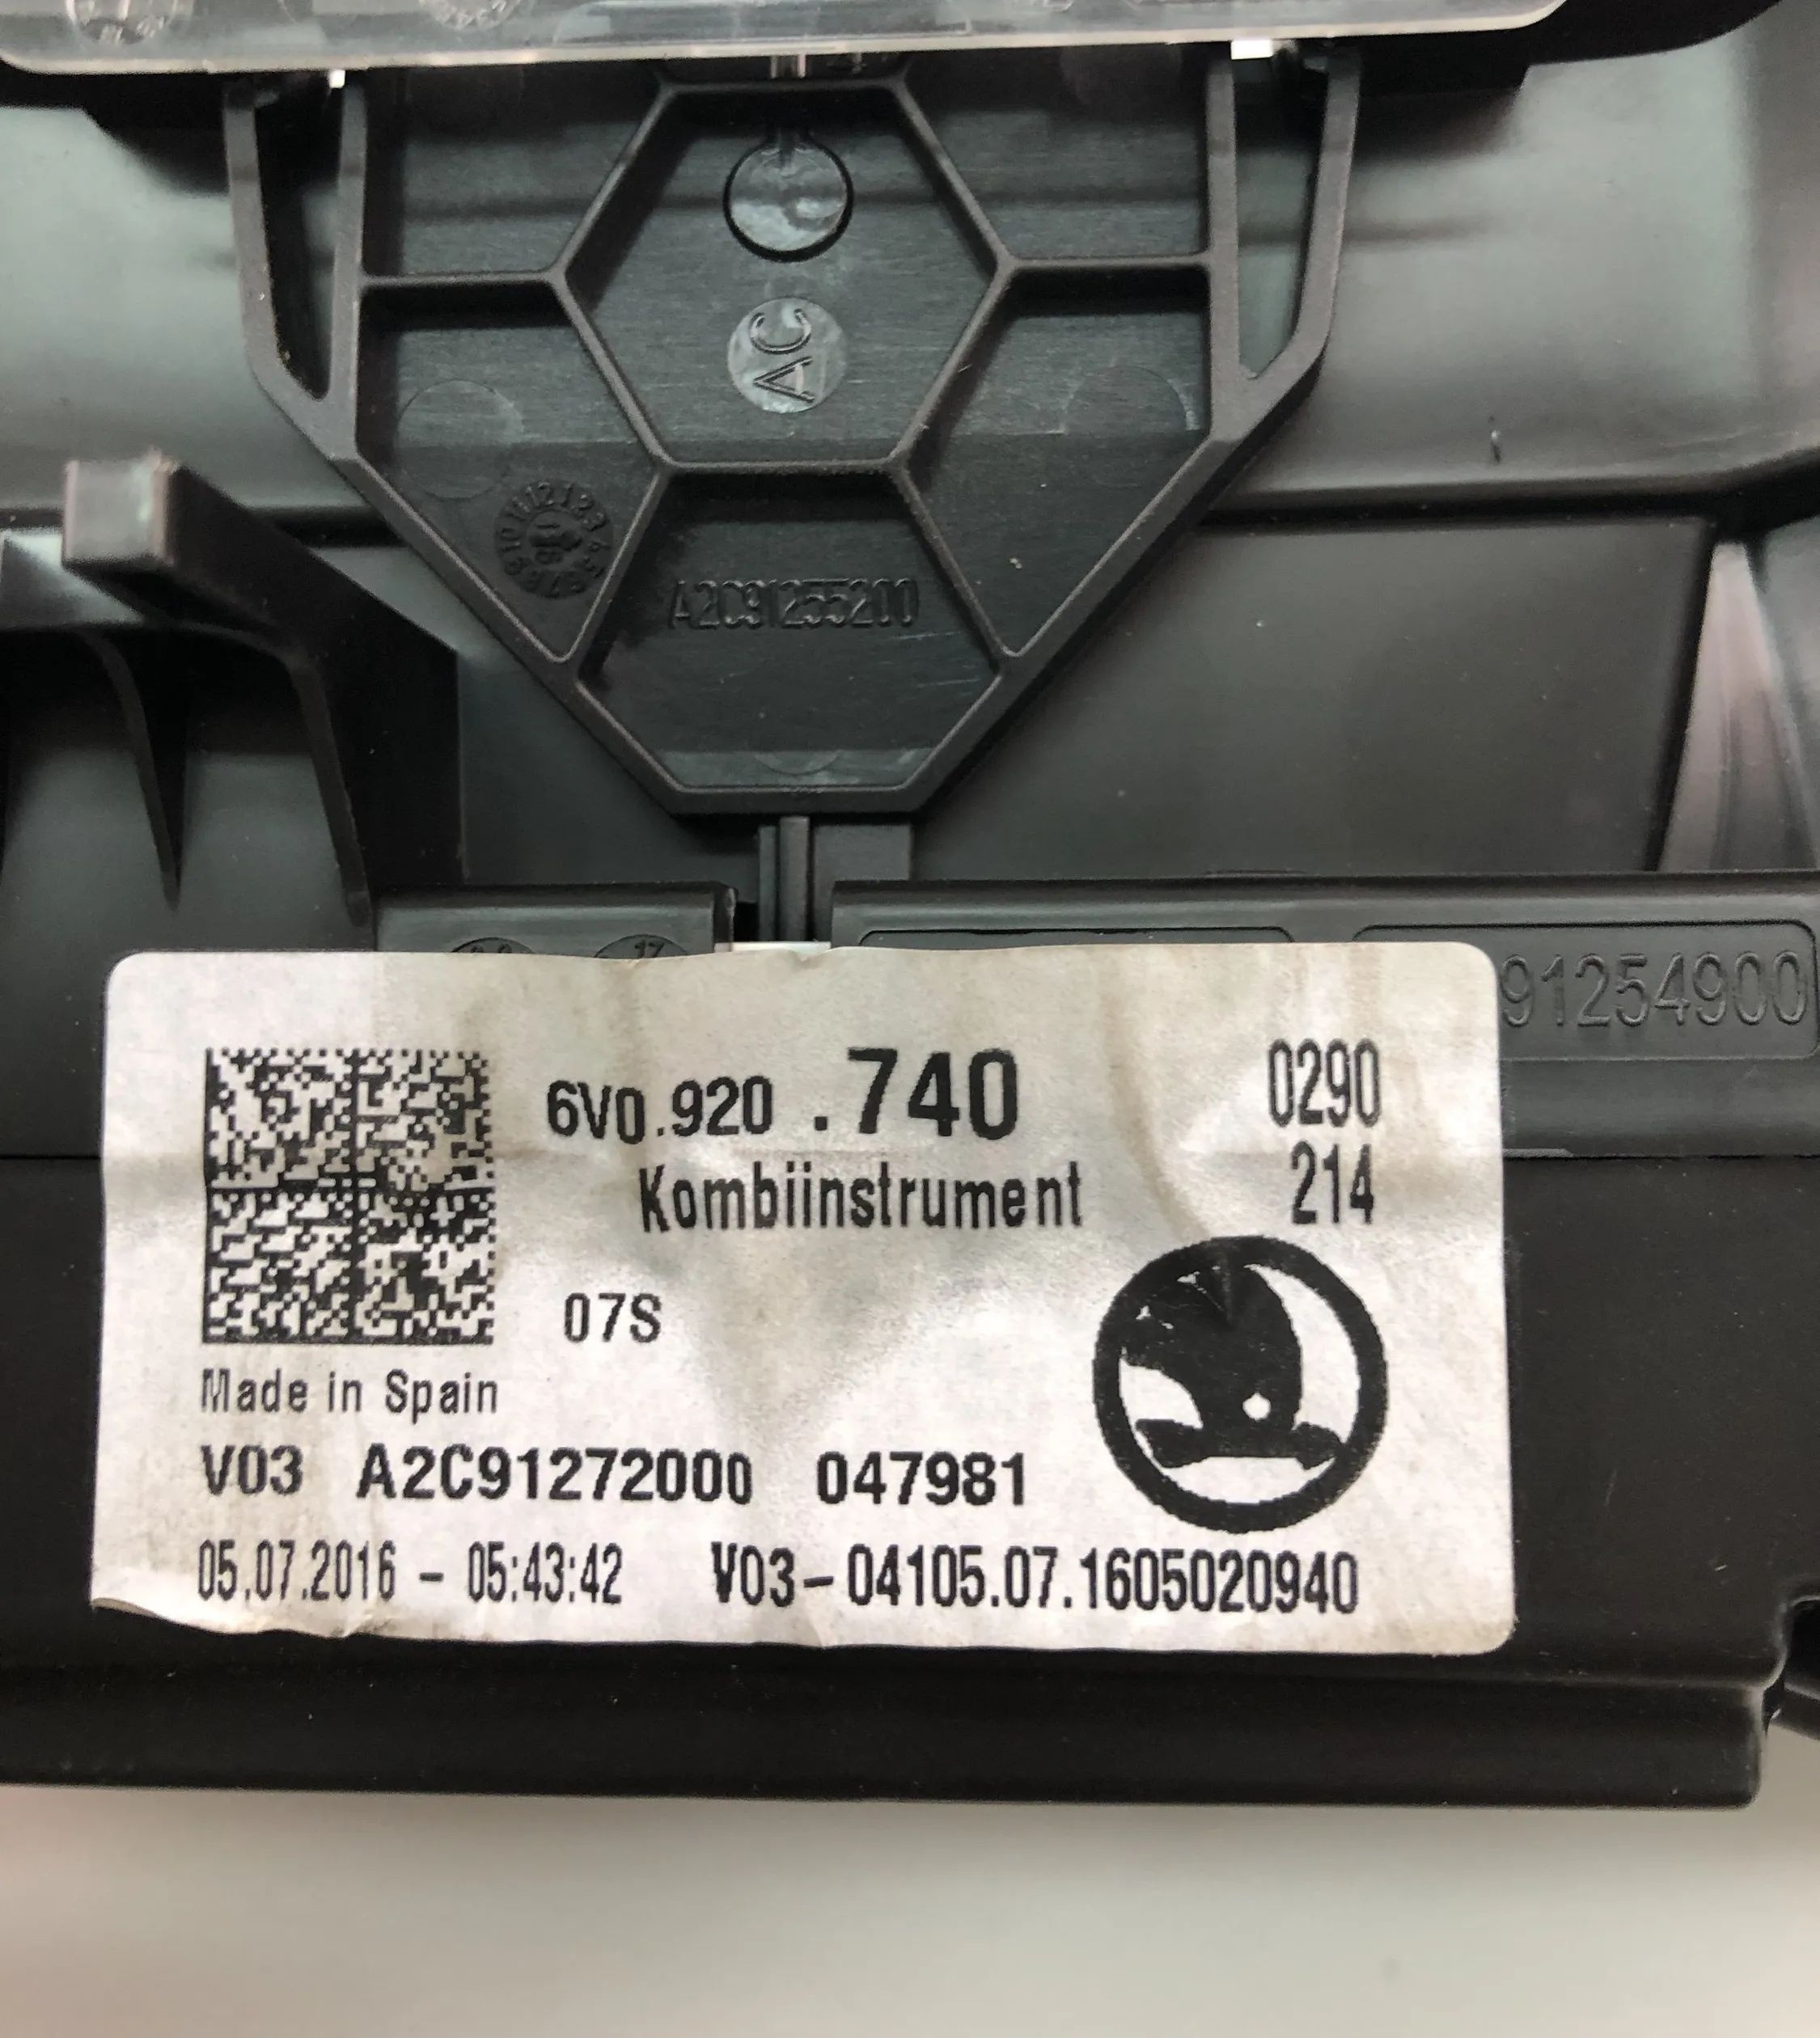 AC
A2C91255200
17
91254900
6V0.920 .740 0290
Kombiinstrument 214
07S
Made in Spain
V03 A2C91272000 047981
05.07.2016 - 05:43:42 V03-04105.07.1605020940